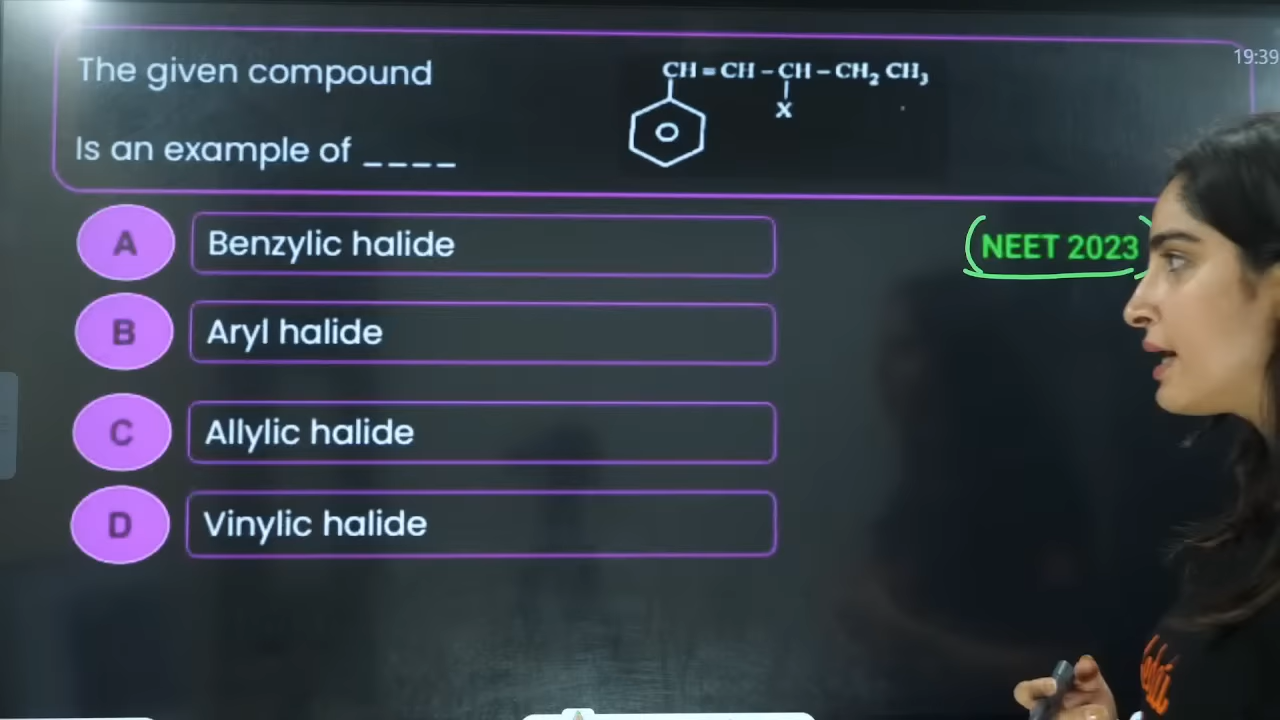 The given compound
Is an example of ____
CH=CH-CH-CH₂ CH₃
X
A Benzylic halide
B Aryl halide
C Allylic halide
D Vinylic halide
NEET 2023
19:39